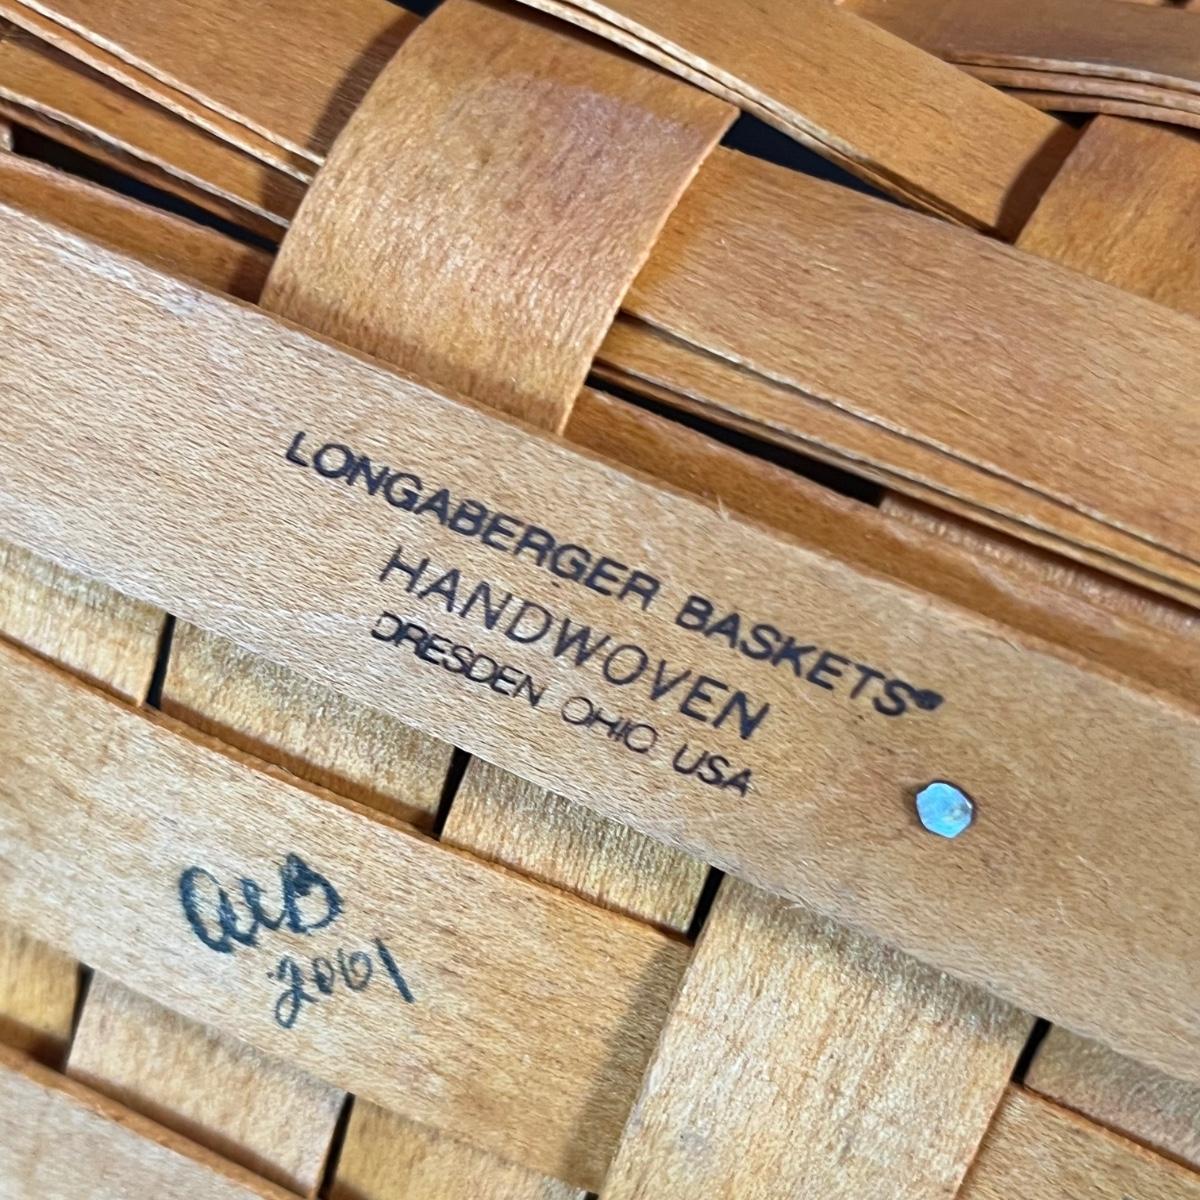 LONGABERGER BASKETS®
HANDWOVEN
DRESDEN OHIO USA
2001